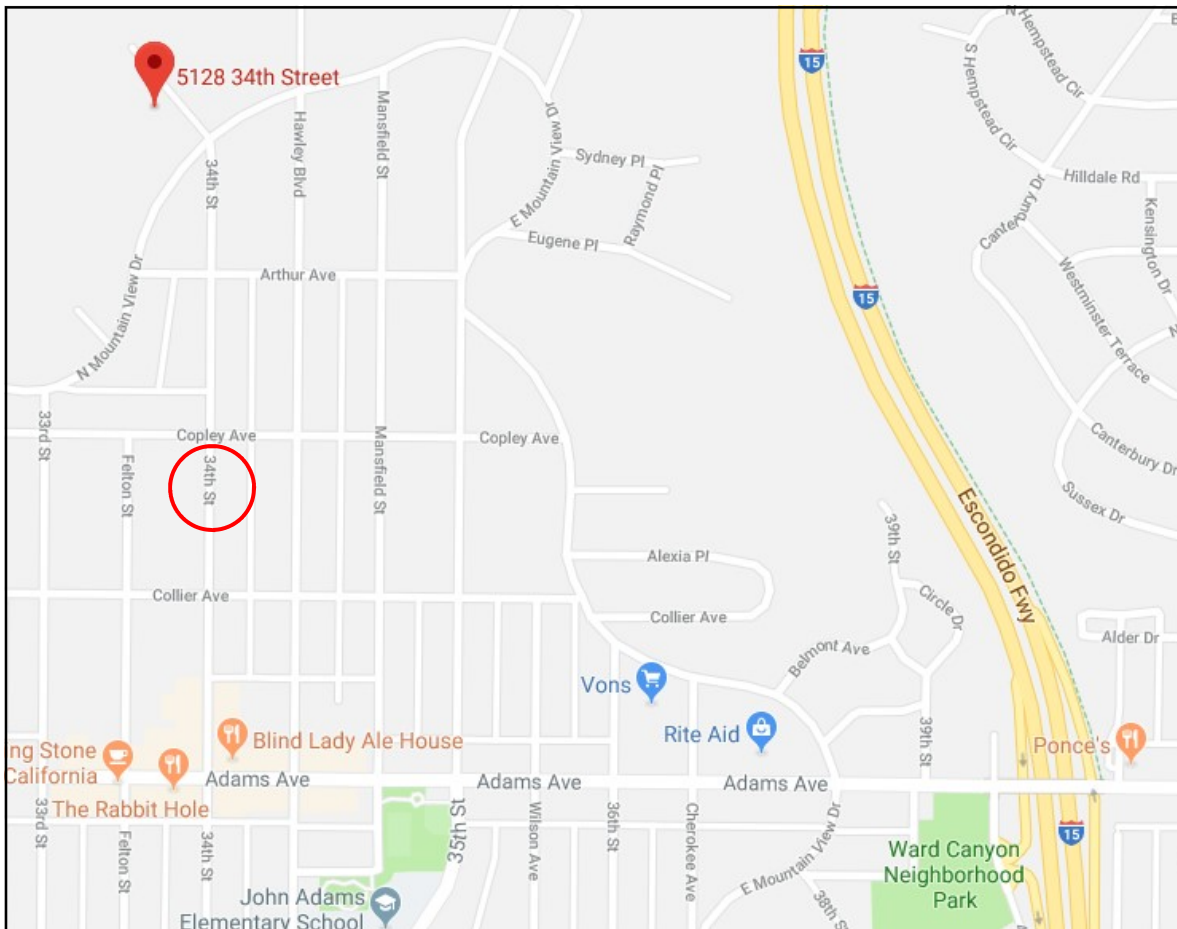 N
Hempstead Cir
S Hempstead Cir
15
5128 34th Street
Mansfield St
Hawley Blvd
E Mountain View Dr
Sydney Pl
34th St
Raymond Pl
Hilldale Rd
Canterbury Dr
Kensington Dr
Eugene Pl
Arthur Ave
N Mountain View Dr
15
Westminster Terrace
N
33rd St
Copley Ave
Copley Ave
Mansfield St
Felton St
34th St
Canterbury Dr
Sussex Dr
Escondido Fwy
39th St
Alexia Pl
Collier Ave
Collier Ave
Circle Dr
Belmont Ave
Alder Dr
Vons
Rite Aid
39th St
Ponce's
ng Stone
California
Blind Lady Ale House
Adams Ave
Adams Ave
Adams Ave
The Rabbit Hole
33rd St
Felton St
34th St
35th St
Wilson Ave
36th St
Cherokee Ave
E Mountain View Dr
38th St
15
Ward Canyon
Neighborhood
Park
John Adams
Elementary School